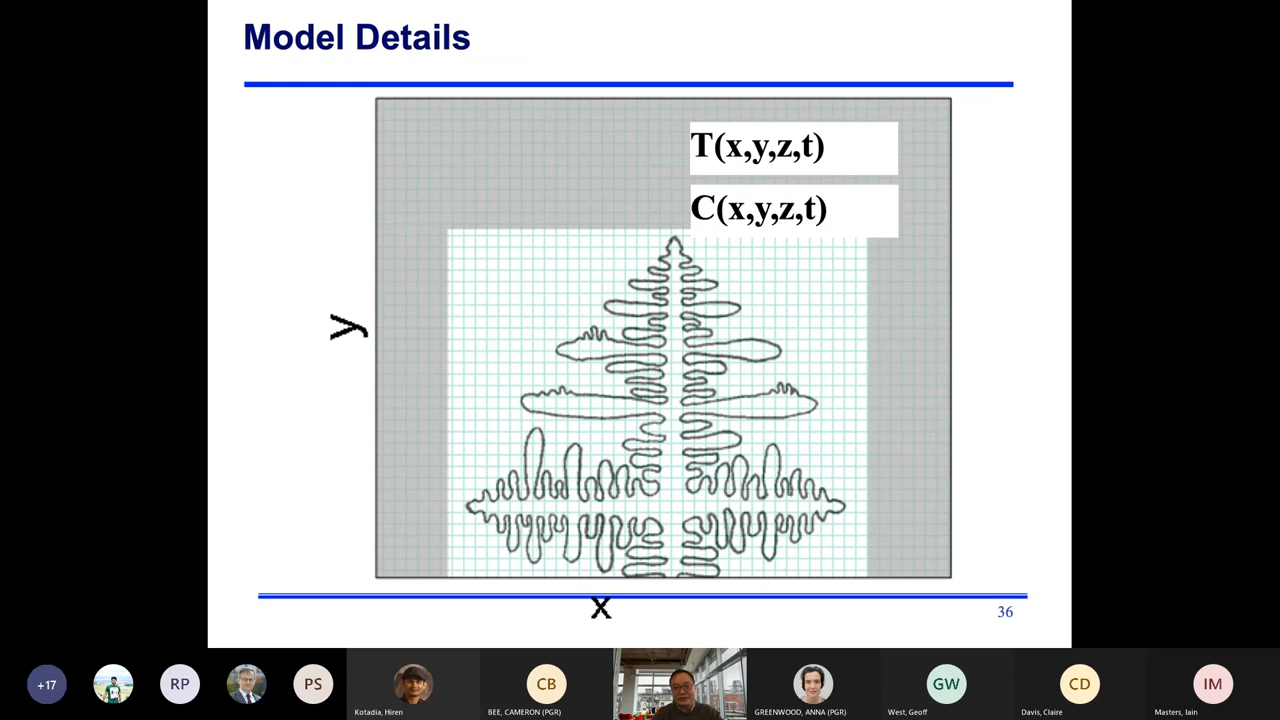 Model Details
T(x,y,z,t)
C(x,y,z,t)
y
x
36
+17
RP
PS
Kotadia, Hiren
CB
BEE, CAMERON (PGR)
GREENWOOD, ANNA (PGR)
GW
West, Geoff
CD
Davis, Claire
IM
Masters, Iain